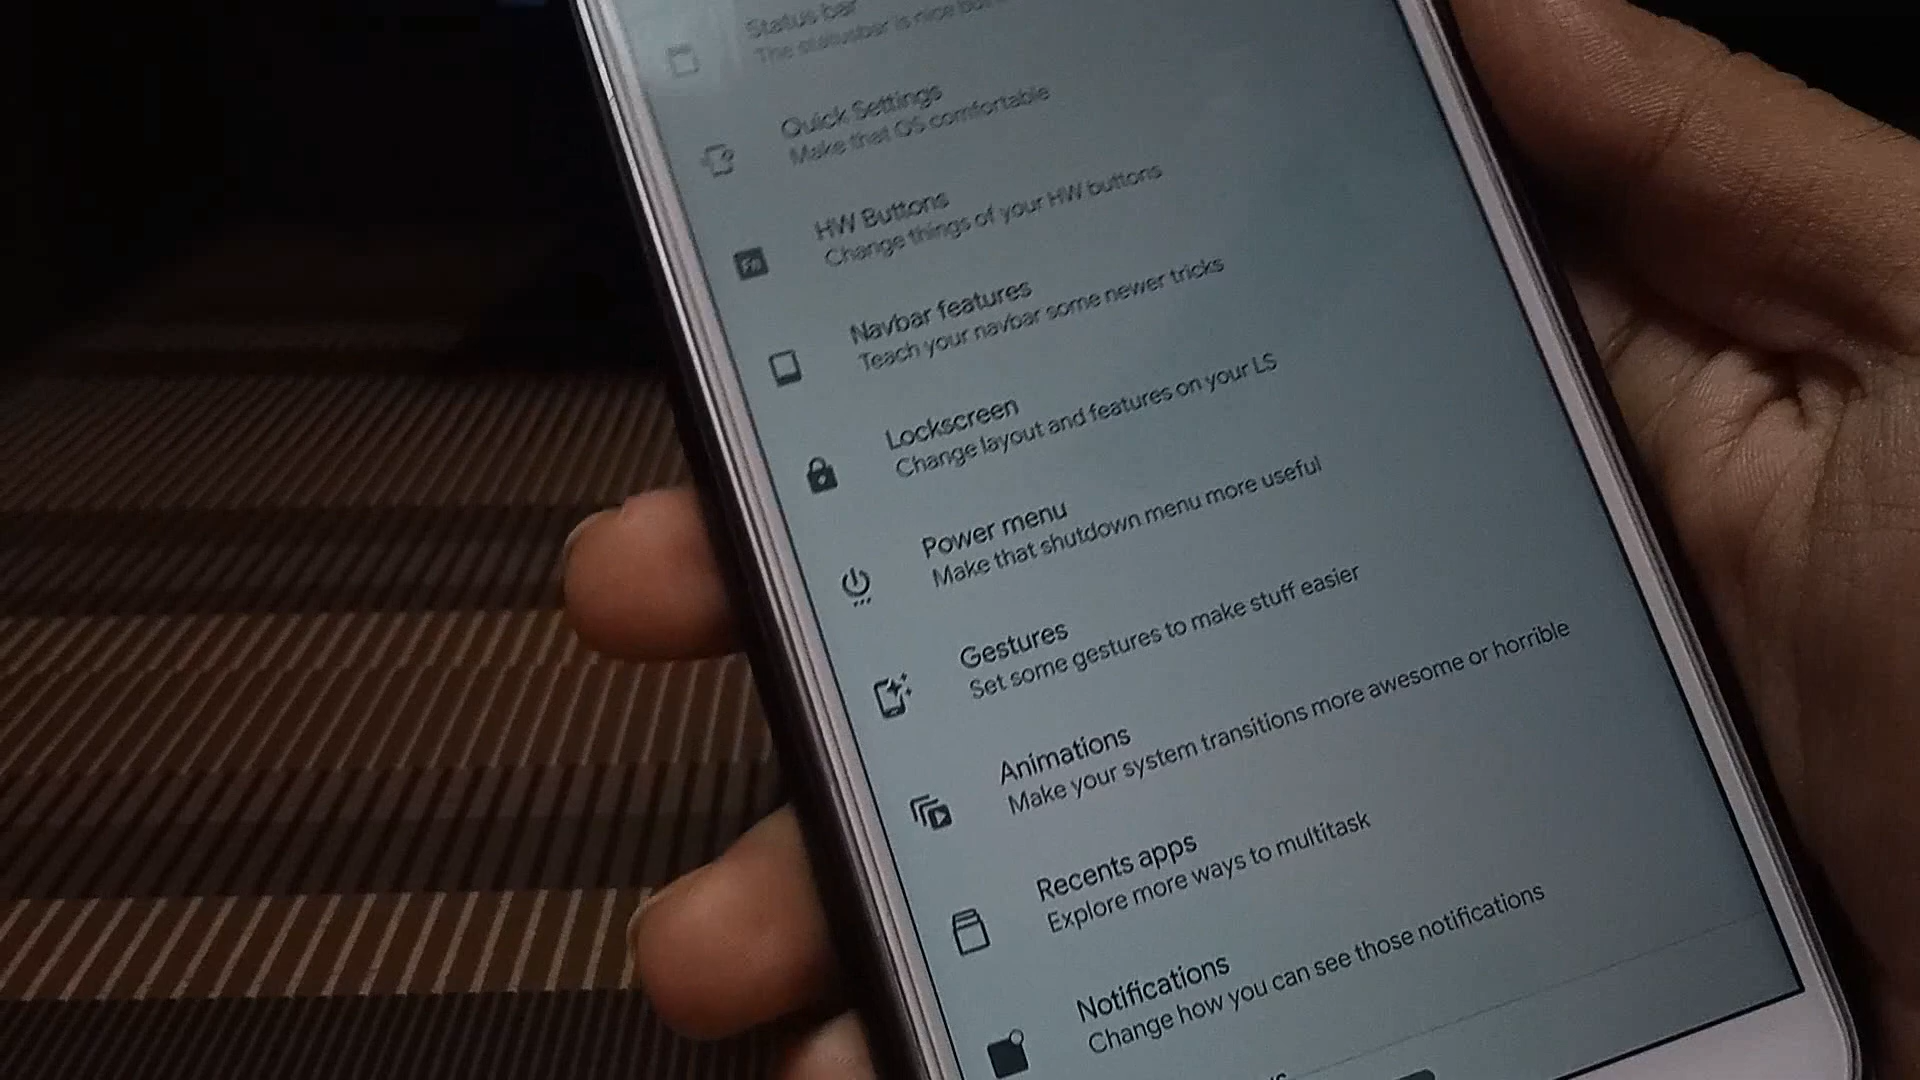 Status bar
The statusbar is nice but
Quick Settings
Make that OS comfortable
HW Buttons
Change things of your HW buttons
Fn
Navbar features
Teach your navbar some newer tricks
Lockscreen
Change layout and features on your LS
Power menu
Make that shutdown menu more useful
Gestures
Set some gestures to make stuff easier
Animations
Make your system transitions more awesome or horrible
Recents apps
Explore more ways to multitask
Notifications
Change how you can see those notifications